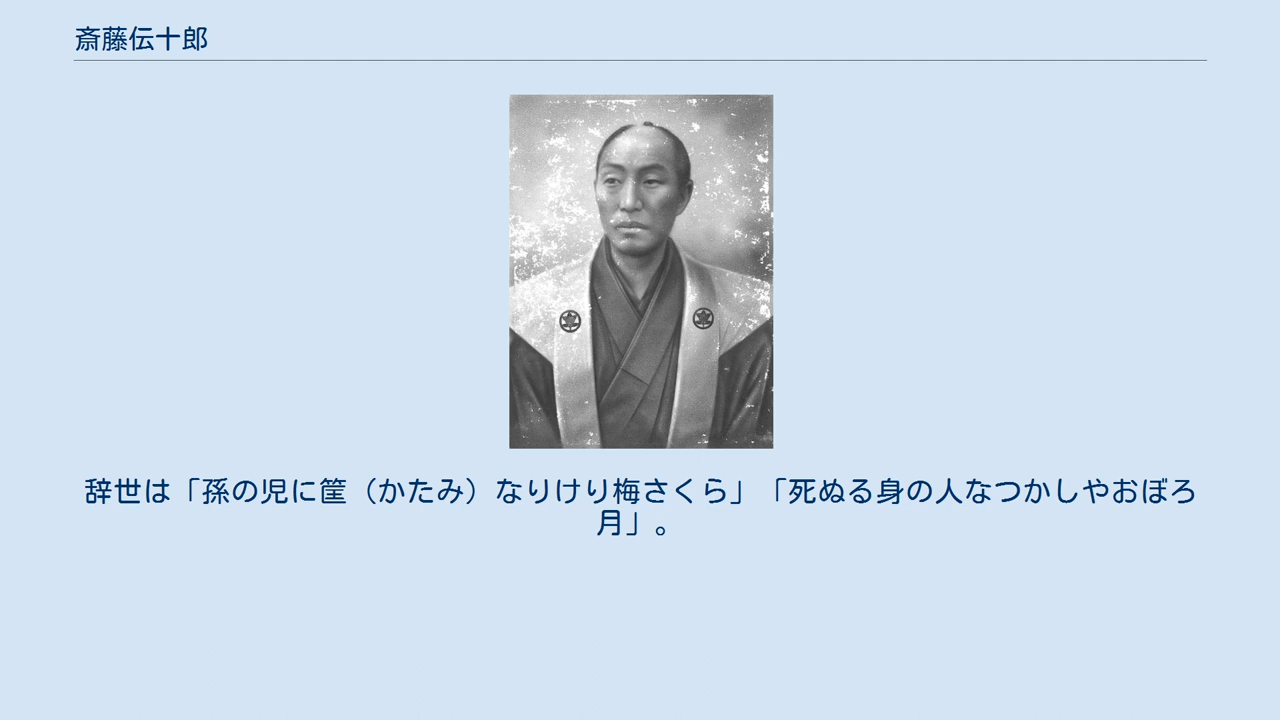 斎藤伝十郎
辞世は「孫の児に筐（かたみ）なりけり梅さくら」「死ぬる身の人なつかしやおぼろ
月」。